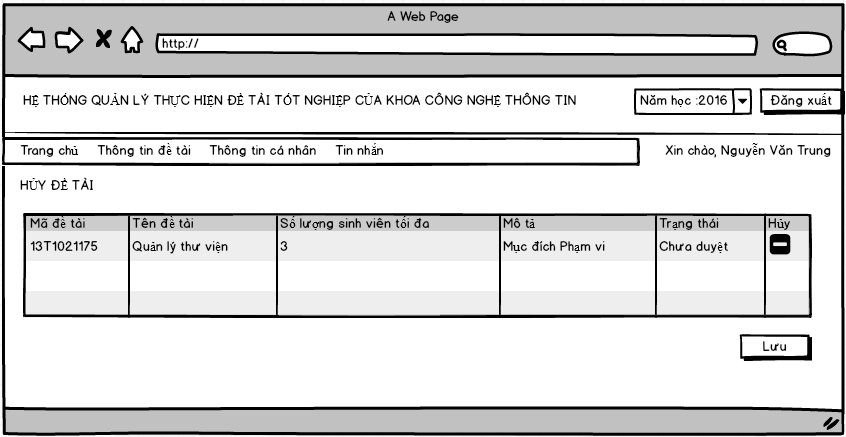 A Web Page
http://
HỆ THỐNG QUẢN LÝ THỰC HIỆN ĐỀ TÀI TỐT NGHIỆP CỦA KHOA CÔNG NGHỆ THÔNG TIN
Năm học :2016
Đăng xuất
Trang chủ Thông tin đề tài Thông tin cá nhân Tin nhắn
Xin chào, Nguyễn Văn Trung
HỦY ĐỀ TÀI
Mã đề tài Tên đề tài Số lượng sinh viên tối đa Mô tả Trạng thái Hủy
13T1021175 Quản lý thư viện 3 Mục đích Phạm vi Chưa duyệt
Lưu